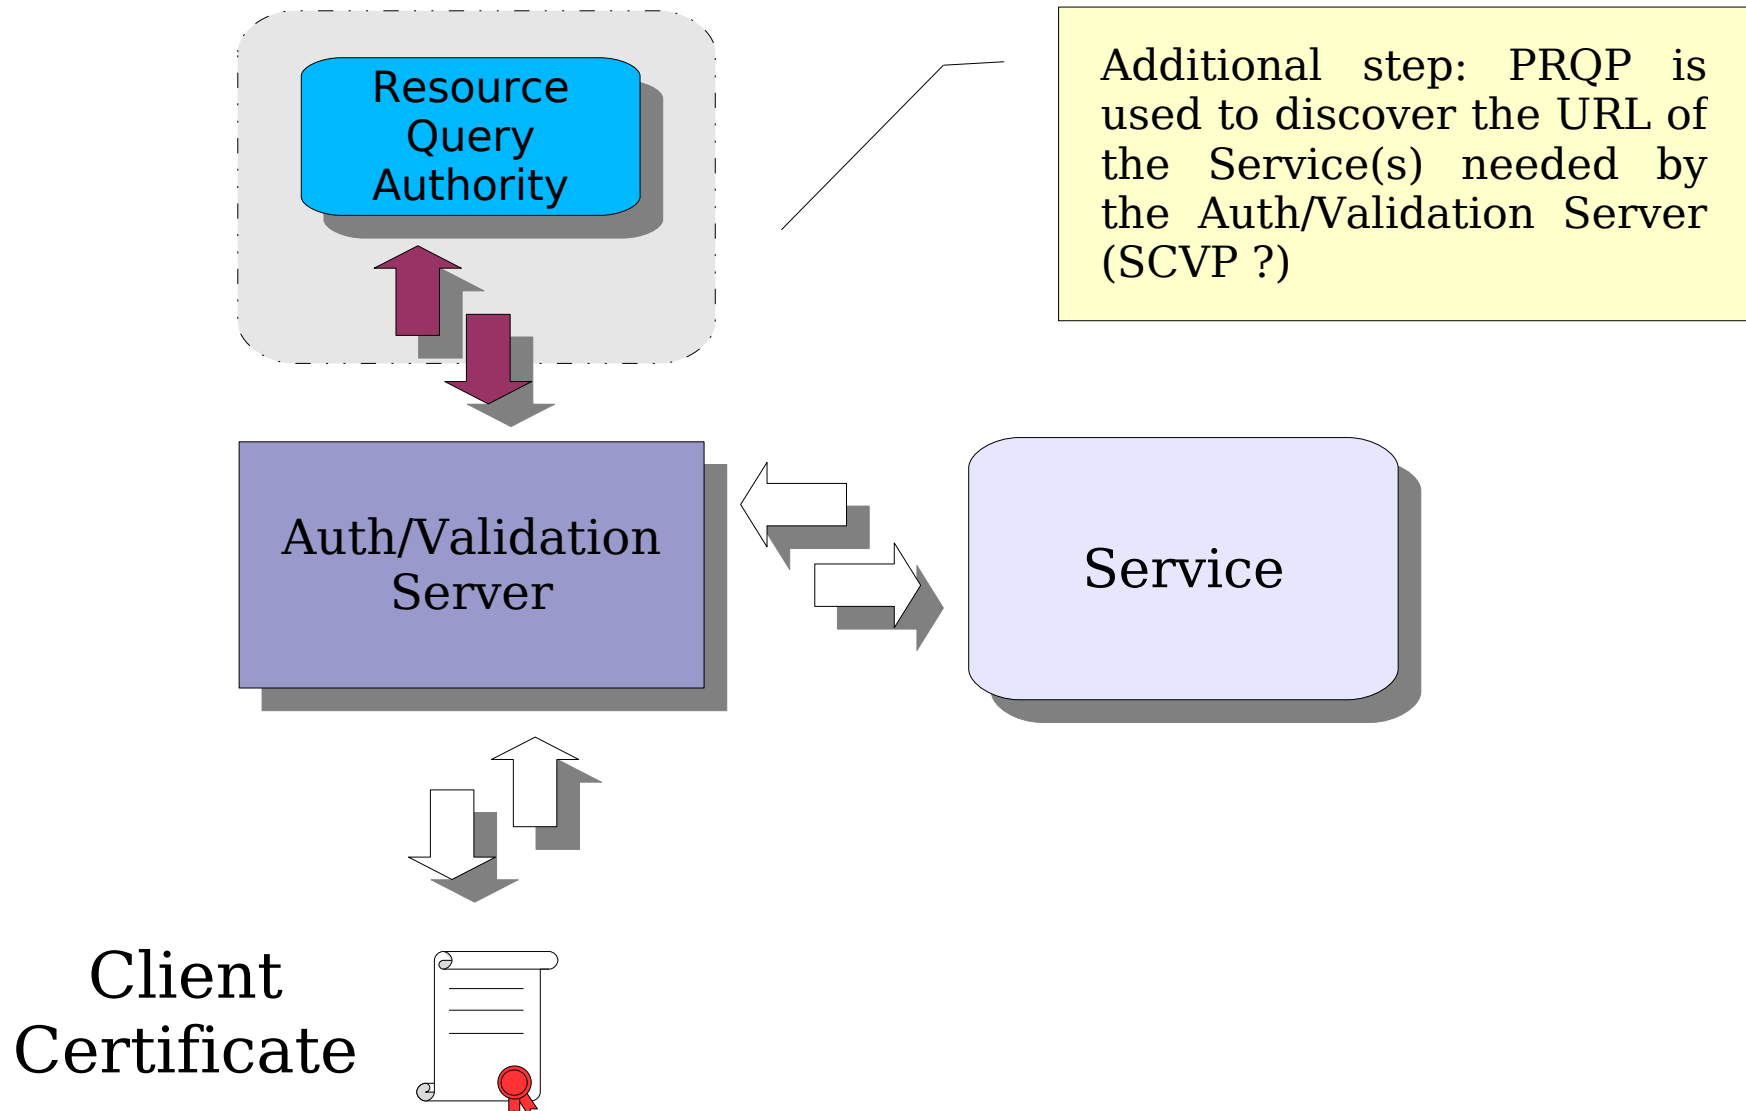 Resource
Query
Authority
Additional step: PRQP is
used to discover the URL of
the Service(s) needed by
the Auth/Validation Server
(SCVP ?)
Auth/Validation
Server
Service
Client
Certificate